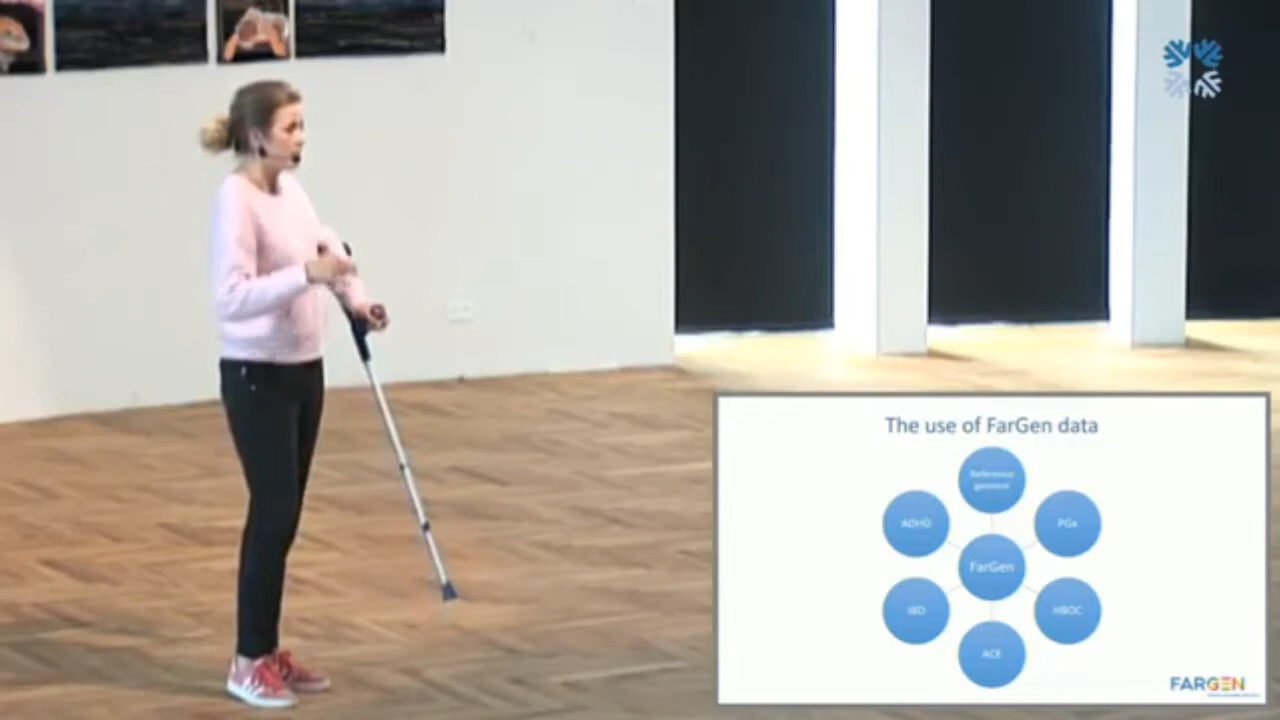 The use of FarGen data
Reference
genome
ADHD
PGx
FarGen
IBD
HBOC
ACE
FARGEN